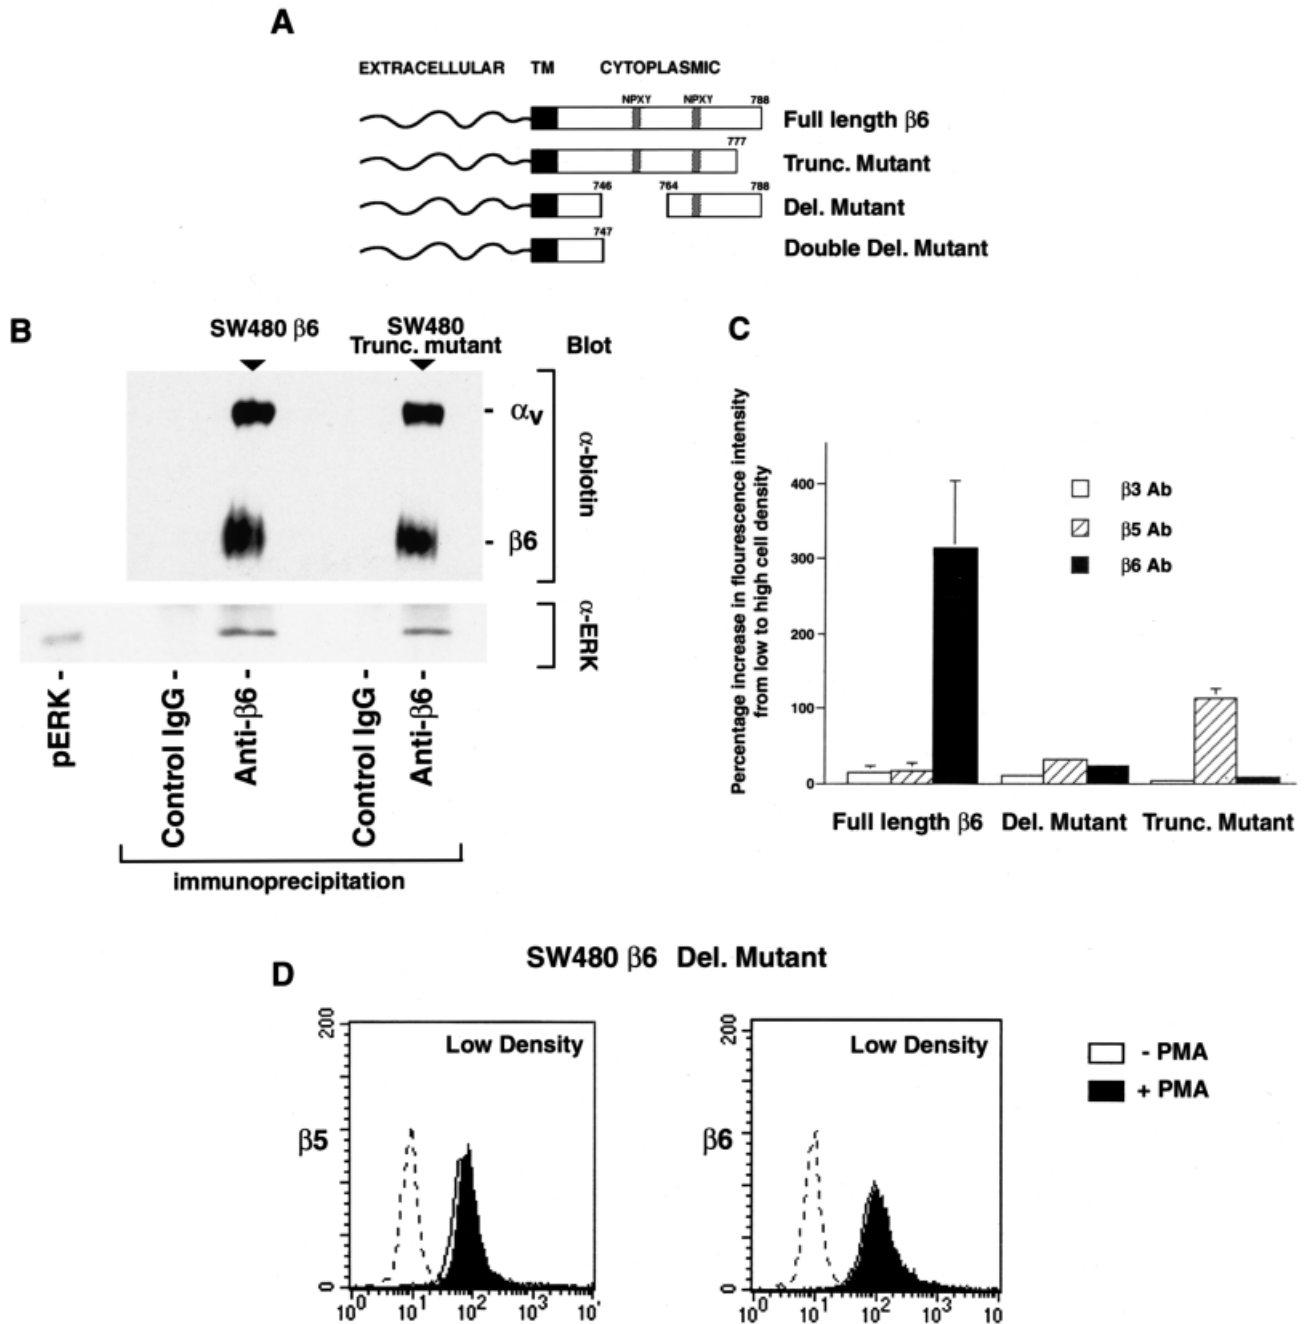 A
EXTRACELLULAR TM CYTOPLASMIC
NPXY NPXY 788
Full length β6
777
Trunc. Mutant
746 764 788
Del. Mutant
747
Double Del. Mutant
B
SW480 β6
SW480
Trunc. mutant
Blot
- αv
- β6
α-biotin
α-ERK
pERK -
Control IgG -
Anti-β6 -
Control IgG -
Anti-β6 -
immunoprecipitation
C
Percentage increase in flourescence intensity
from low to high cell density
400
300
200
100
0
β3 Ab
β5 Ab
β6 Ab
Full length β6 Del. Mutant Trunc. Mutant
D
SW480 β6 Del. Mutant
200
Low Density
β5
0
10⁰ 10¹ 10² 10³ 10
200
Low Density
β6
0
10⁰ 10¹ 10² 10³ 10
- PMA
+ PMA